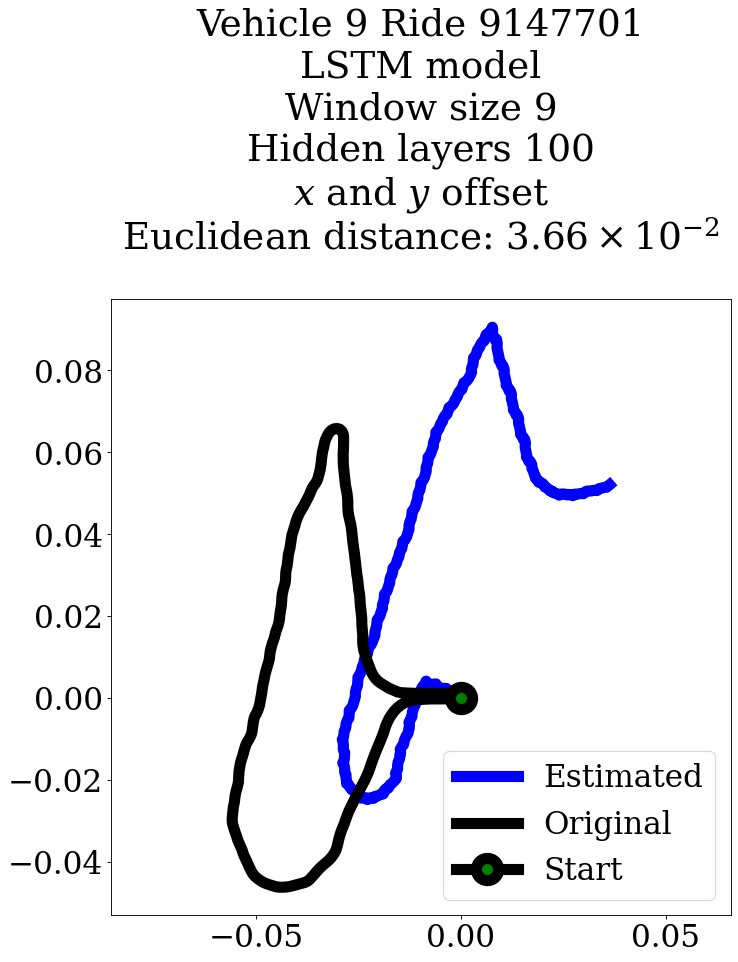 Vehicle 9 Ride 9147701
LSTM model
Window size 9
Hidden layers 100
x and y offset
Euclidean distance: 3.66 × 10⁻²
0.08
0.06
0.04
0.02
0.00
−0.02
−0.04
−0.05
0.00
0.05
Estimated
Original
Start